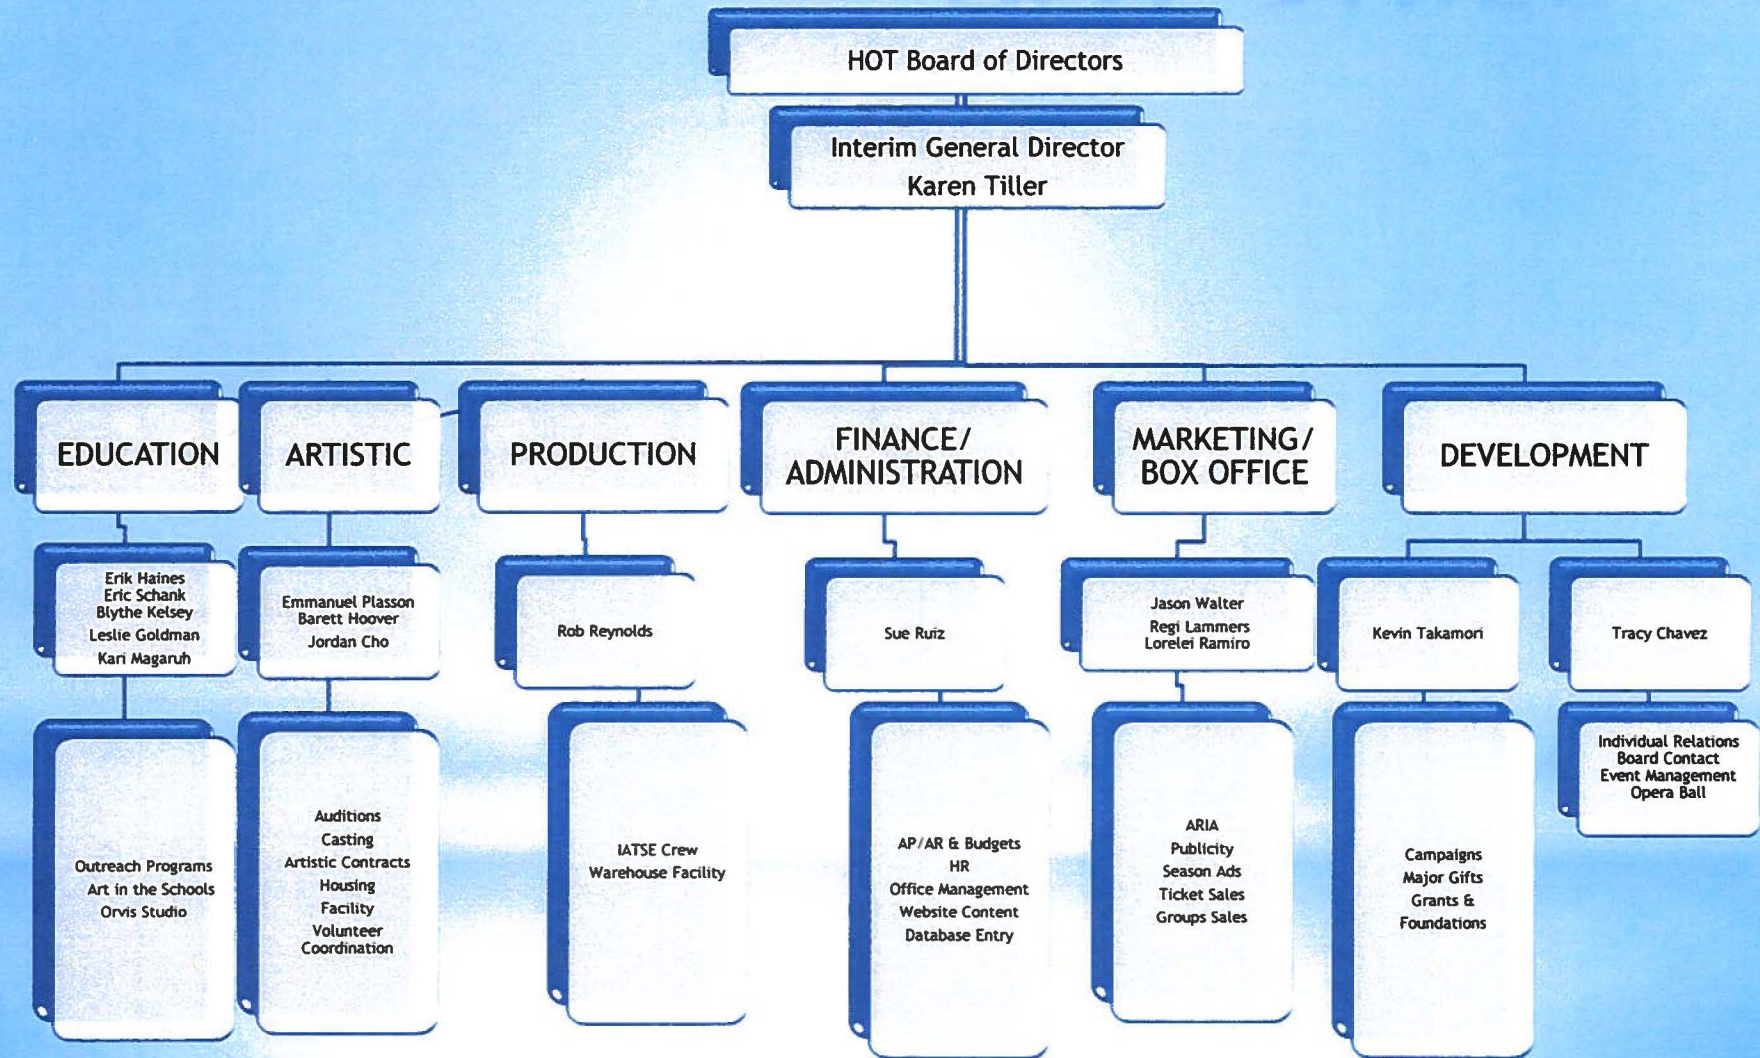 HOT Board of Directors
Interim General Director
Karen Tiller
EDUCATION
ARTISTIC
PRODUCTION
FINANCE/
ADMINISTRATION
MARKETING/
BOX OFFICE
DEVELOPMENT
Erik Haines
Eric Schank
Blythe Kelsey
Leslie Goldman
Kari Magaruh
Emmanuel Plasson
Barett Hoover
Jordan Cho
Rob Reynolds
Sue Ruiz
Jason Walter
Regi Lammers
Lorelei Ramiro
Kevin Takamori
Tracy Chavez
Outreach Programs
Art in the Schools
Orvis Studio
Auditions
Casting
Artistic Contracts
Housing
Facility
Volunteer
Coordination
IATSE Crew
Warehouse Facility
AP/AR & Budgets
HR
Office Management
Website Content
Database Entry
ARIA
Publicity
Season Ads
Ticket Sales
Groups Sales
Campaigns
Major Gifts
Grants &
Foundations
Individual Relations
Board Contact
Event Management
Opera Ball